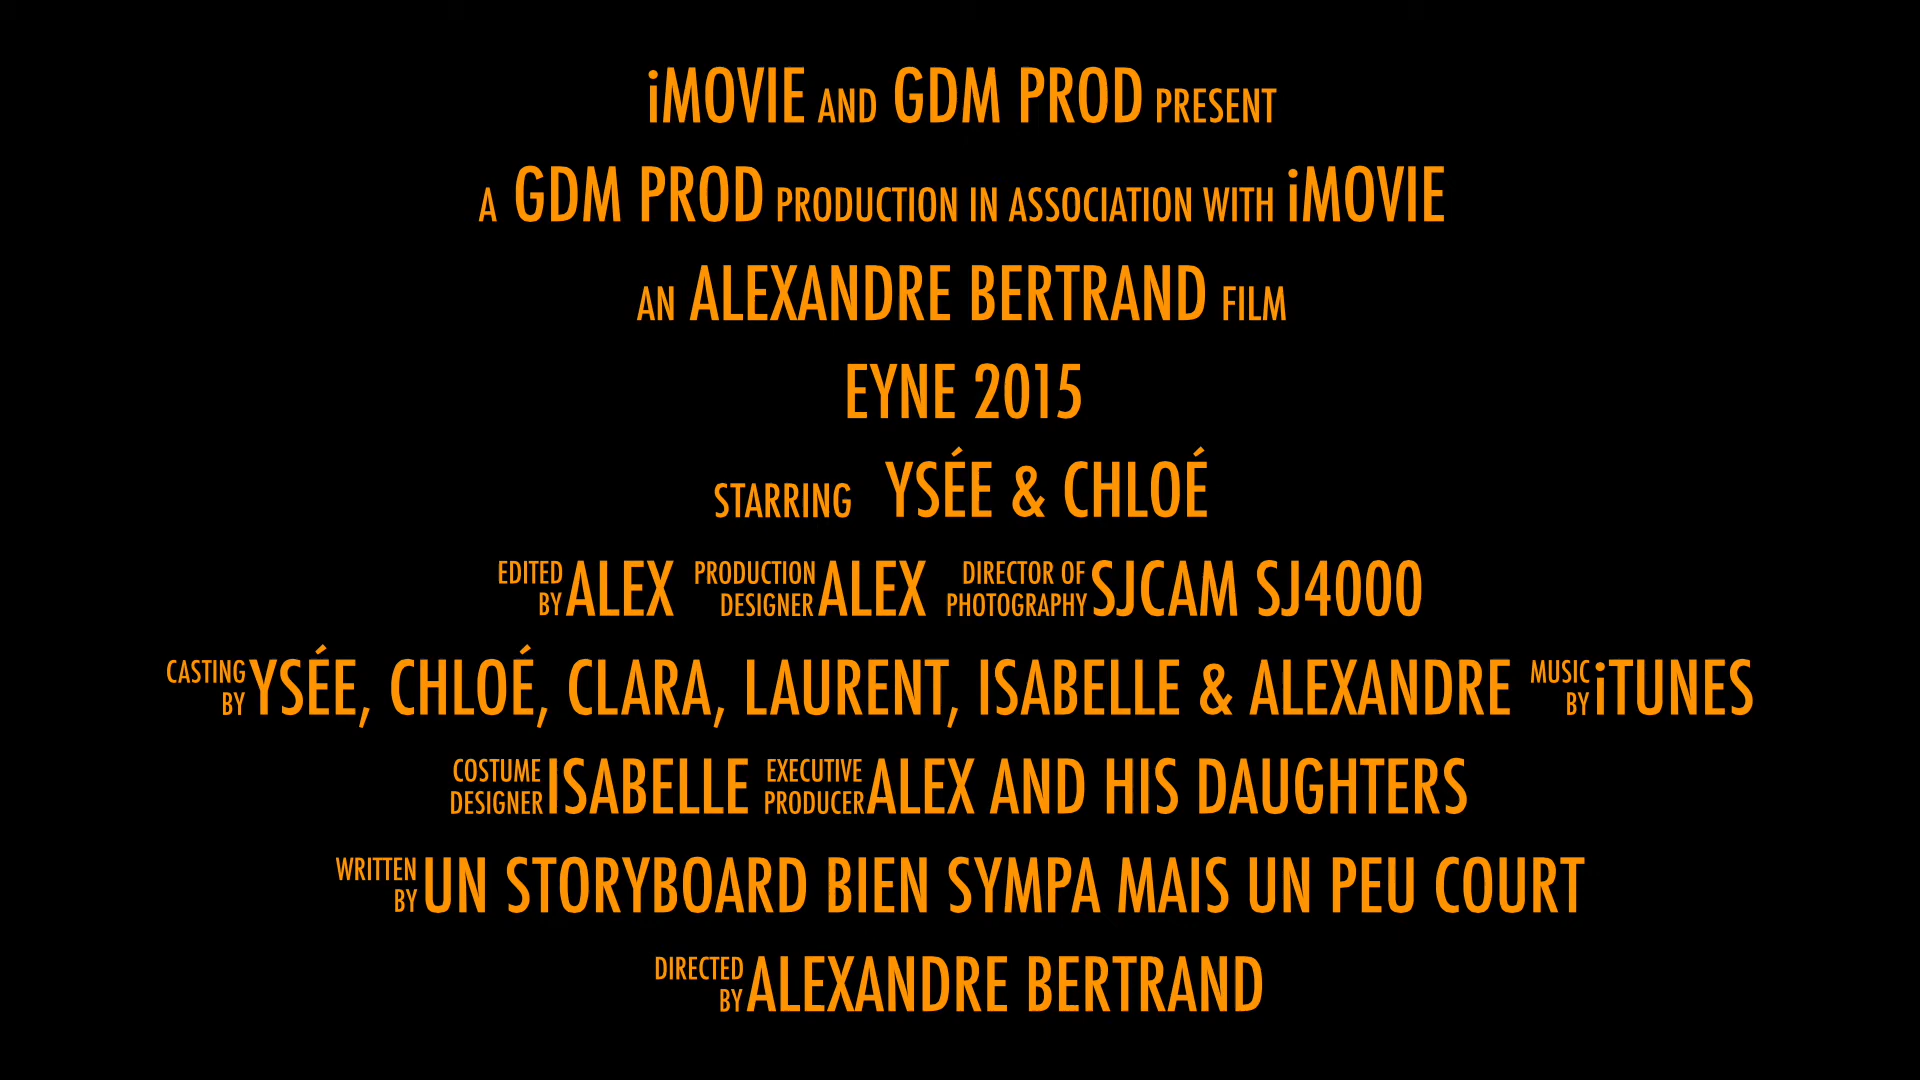 iMOVIE AND GDM PROD PRESENT
A GDM PROD PRODUCTION IN ASSOCIATION WITH iMOVIE
AN ALEXANDRE BERTRAND FILM
EYNE 2015
STARRING YSÉE & CHLOÉ
EDITED BY ALEX PRODUCTION DESIGNER ALEX DIRECTOR OF PHOTOGRAPHY SJCAM SJ4000
CASTING BY YSÉE, CHLOÉ, CLARA, LAURENT, ISABELLE & ALEXANDRE MUSIC BY iTUNES
COSTUME DESIGNER ISABELLE EXECUTIVE PRODUCER ALEX AND HIS DAUGHTERS
WRITTEN BY UN STORYBOARD BIEN SYMPA MAIS UN PEU COURT
DIRECTED BY ALEXANDRE BERTRAND